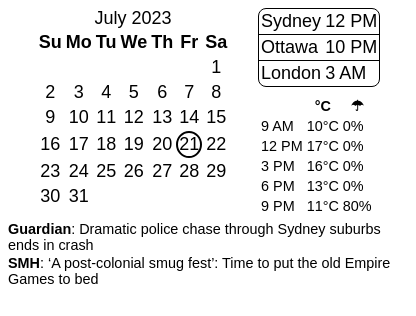 July 2023
Su Mo Tu We Th Fr Sa
1
2 3 4 5 6 7 8
9 10 11 12 13 14 15
16 17 18 19 20 21 22
23 24 25 26 27 28 29
30 31
Sydney 12 PM
Ottawa 10 PM
London 3 AM
°C ☂
9 AM 10°C 0%
12 PM 17°C 0%
3 PM 16°C 0%
6 PM 13°C 0%
9 PM 11°C 80%
Guardian: Dramatic police chase through Sydney suburbs
ends in crash
SMH: ‘A post-colonial smug fest’: Time to put the old Empire
Games to bed